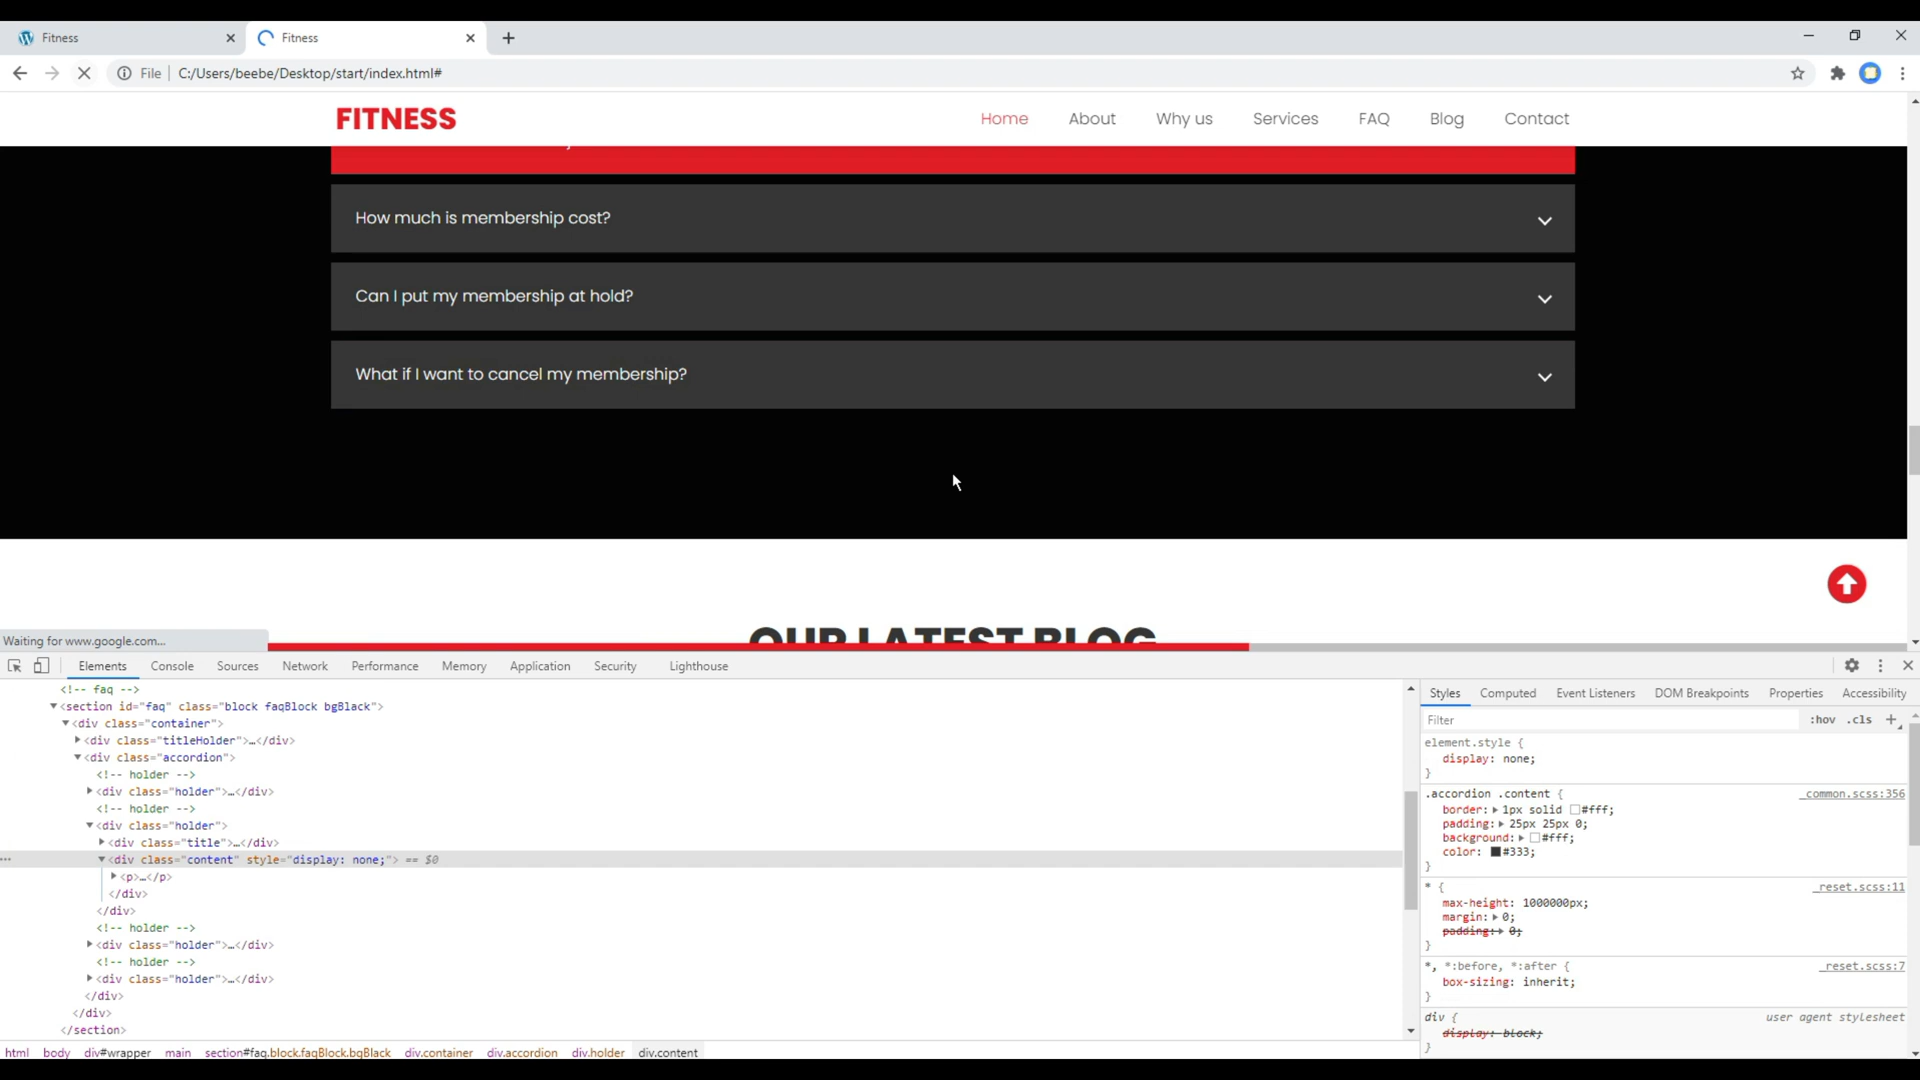 Fitness
Fitness
File
C:/Users/beebe/Desktop/start/index.html#
FITNESS
Home
About
Why us
Services
FAQ
Blog
Contact
How much is membership cost?
Can I put my membership at hold?
What if I want to cancel my membership?
OUR LATEST BLOG
Waiting for www.google.com...
Elements
Console
Sources
Network
Performance
Memory
Application
Security
Lighthouse
<!-- faq -->
<section id="faq" class="block faqBlock bgBlack">
<div class="container">
<div class="titleHolder">…</div>
<div class="accordion">
<!-- holder -->
<div class="holder">…</div>
<!-- holder -->
<div class="holder">
<div class="title">…</div>
<div class="content" style="display: none;"> == $0
<p>…</p>
</div>
</div>
<!-- holder -->
<div class="holder">…</div>
<!-- holder -->
<div class="holder">…</div>
</div>
</div>
</section>
html body div#wrapper main section#faq.block.faqBlock.bgBlack div.container div.accordion div.holder div.content
Styles
Computed
Event Listeners
DOM Breakpoints
Properties
Accessibility
Filter
:hov .cls +
element.style {
display: none;
}
.accordion .content {
_common.scss:356
border: 1px solid #fff;
padding: 25px 25px 0;
background: #fff;
color: #333;
}
* {
_reset.scss:11
max-height: 1000000px;
margin: 0;
padding: 0;
}
*, *:before, *:after {
_reset.scss:7
box-sizing: inherit;
}
div {
user agent stylesheet
display: block;
}